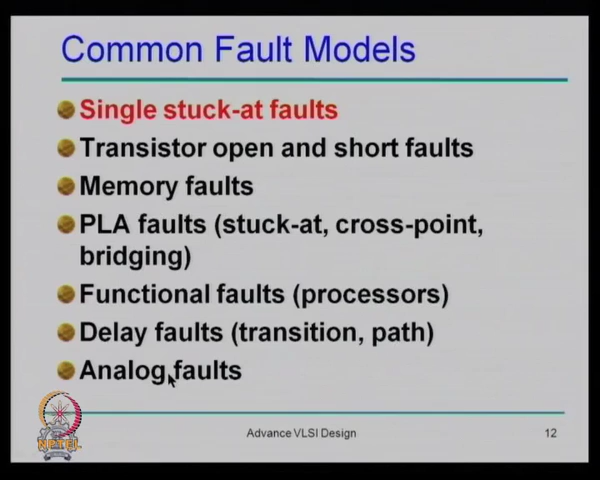 Common Fault Models
Single stuck-at faults
Transistor open and short faults
Memory faults
PLA faults (stuck-at, cross-point,
bridging)
Functional faults (processors)
Delay faults (transition, path)
Analog faults
NPTEL
Advance VLSI Design
12